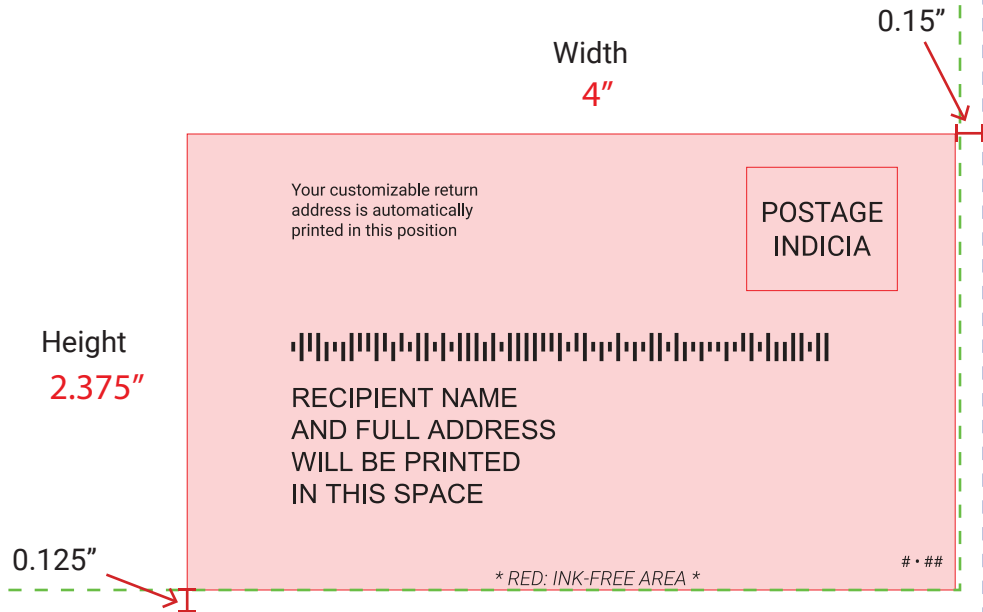 0.15”
Width
4”
Your customizable return
address is automatically
printed in this position
POSTAGE
INDICIA
Height
2.375”
RECIPIENT NAME
AND FULL ADDRESS
WILL BE PRINTED
IN THIS SPACE
0.125”
# • ##
* RED: INK-FREE AREA *